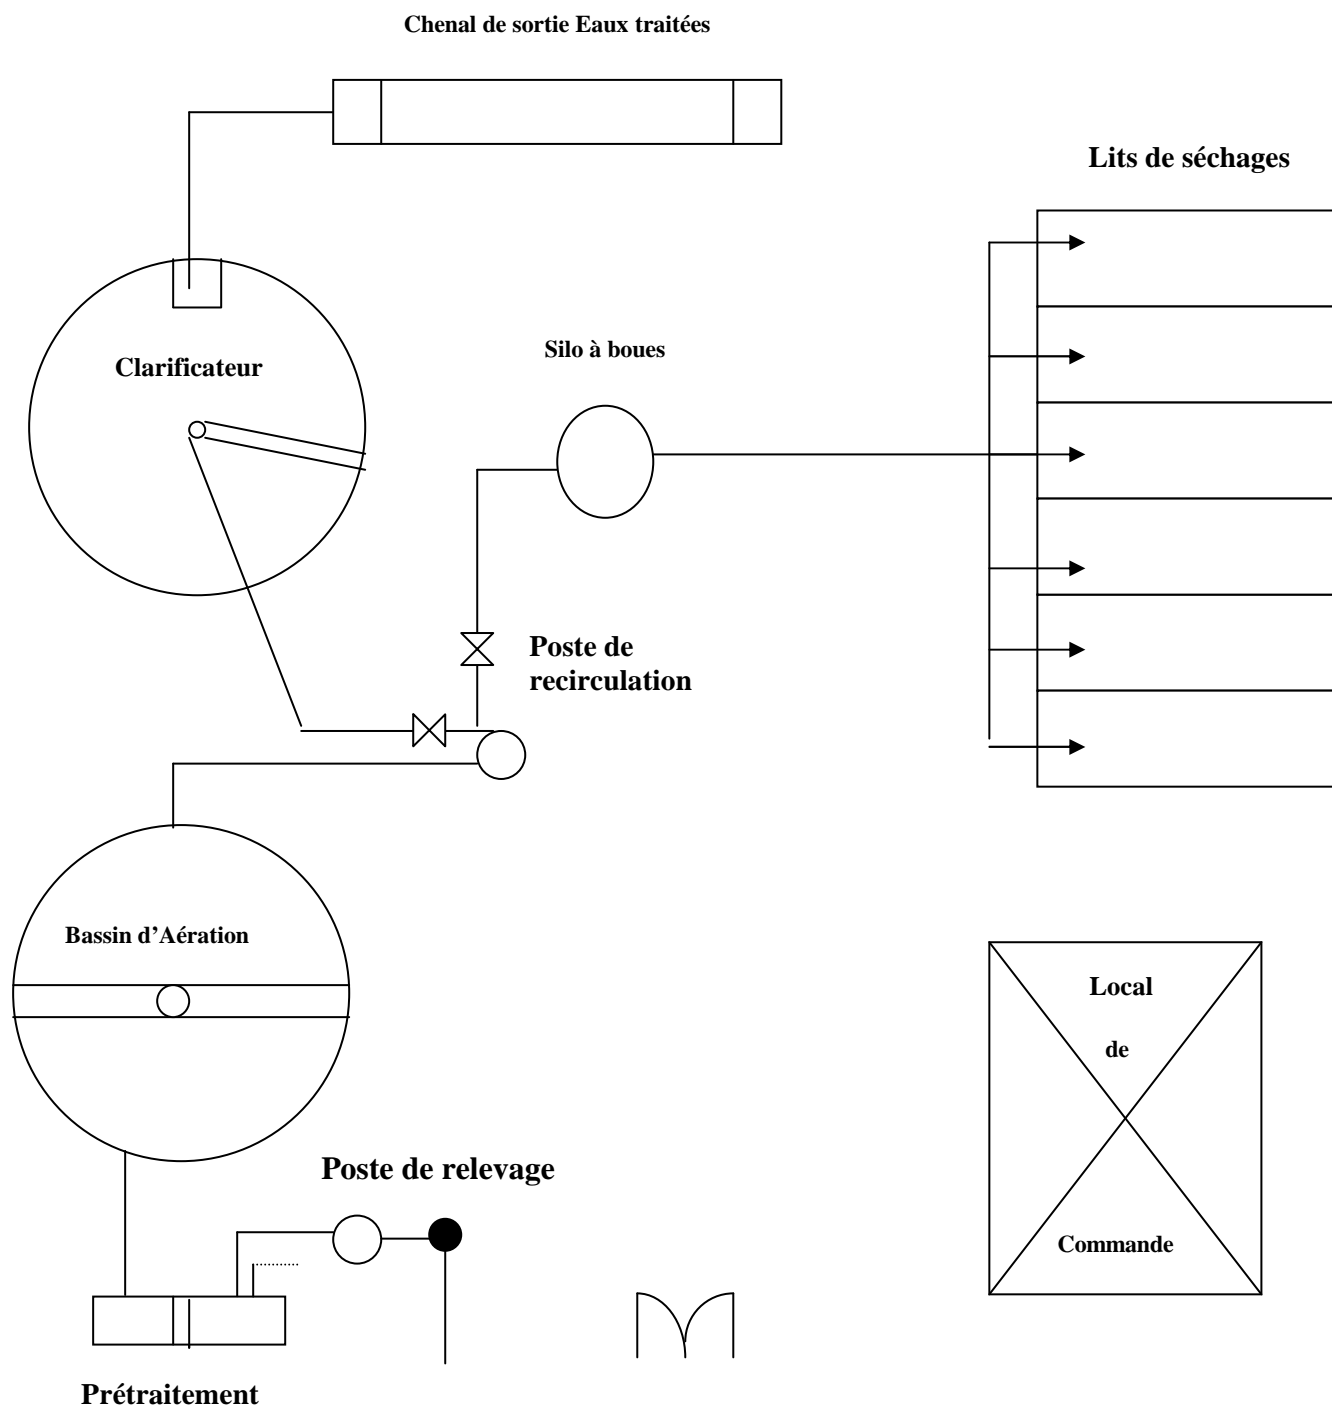 Chenal de sortie Eaux traitées
Lits de séchages
Silo à boues
Clarificateur
Poste de
recirculation
Bassin d’Aération
Local
de
Commande
Poste de relevage
Prétraitement